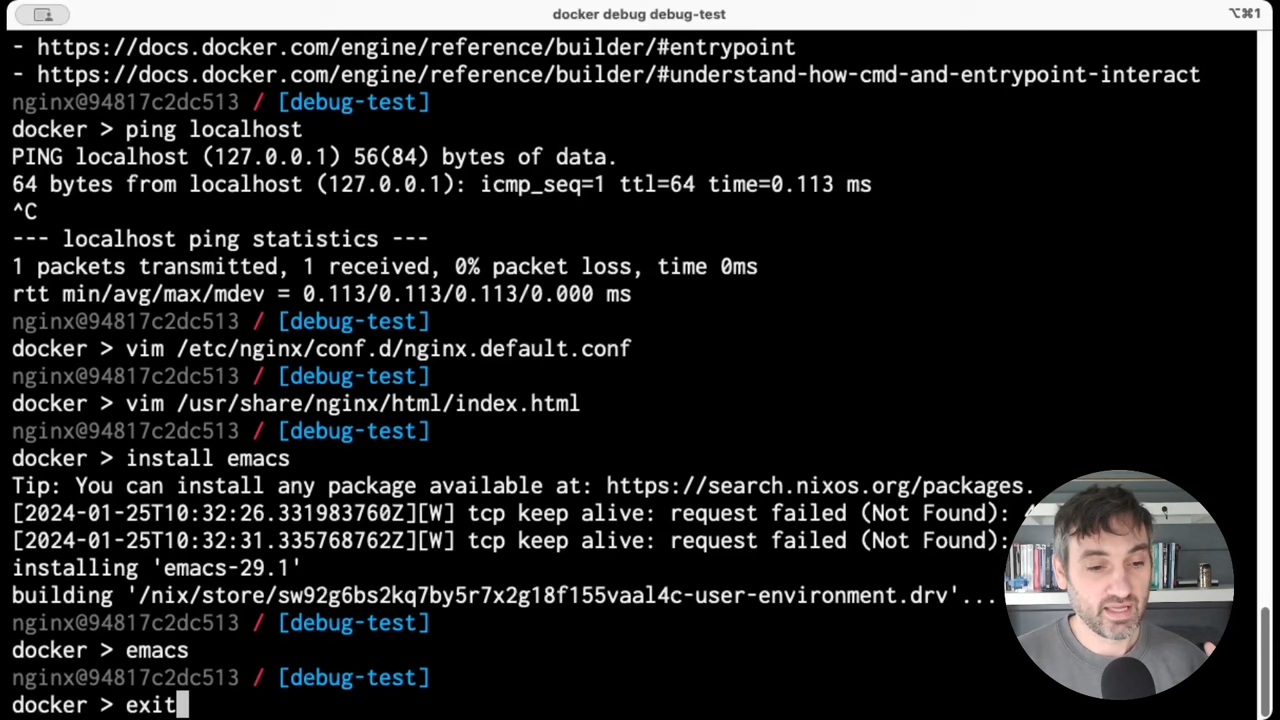 docker debug debug-test
⌥⌘1
- https://docs.docker.com/engine/reference/builder/#entrypoint
- https://docs.docker.com/engine/reference/builder/#understand-how-cmd-and-entrypoint-interact
nginx@94817c2dc513 / [debug-test]
docker > ping localhost
PING localhost (127.0.0.1) 56(84) bytes of data.
64 bytes from localhost (127.0.0.1): icmp_seq=1 ttl=64 time=0.113 ms
^C
--- localhost ping statistics ---
1 packets transmitted, 1 received, 0% packet loss, time 0ms
rtt min/avg/max/mdev = 0.113/0.113/0.113/0.000 ms
nginx@94817c2dc513 / [debug-test]
docker > vim /etc/nginx/conf.d/nginx.default.conf
nginx@94817c2dc513 / [debug-test]
docker > vim /usr/share/nginx/html/index.html
nginx@94817c2dc513 / [debug-test]
docker > install emacs
Tip: You can install any package available at: https://search.nixos.org/packages.
[2024-01-25T10:32:26.331983760Z][W] tcp keep alive: request failed (Not Found):
[2024-01-25T10:32:31.335768762Z][W] tcp keep alive: request failed (Not Found):
installing 'emacs-29.1'
building '/nix/store/sw92g6bs2kq7by5r7x2g18f155vaal4c-user-environment.drv'...
nginx@94817c2dc513 / [debug-test]
docker > emacs
nginx@94817c2dc513 / [debug-test]
docker > exit